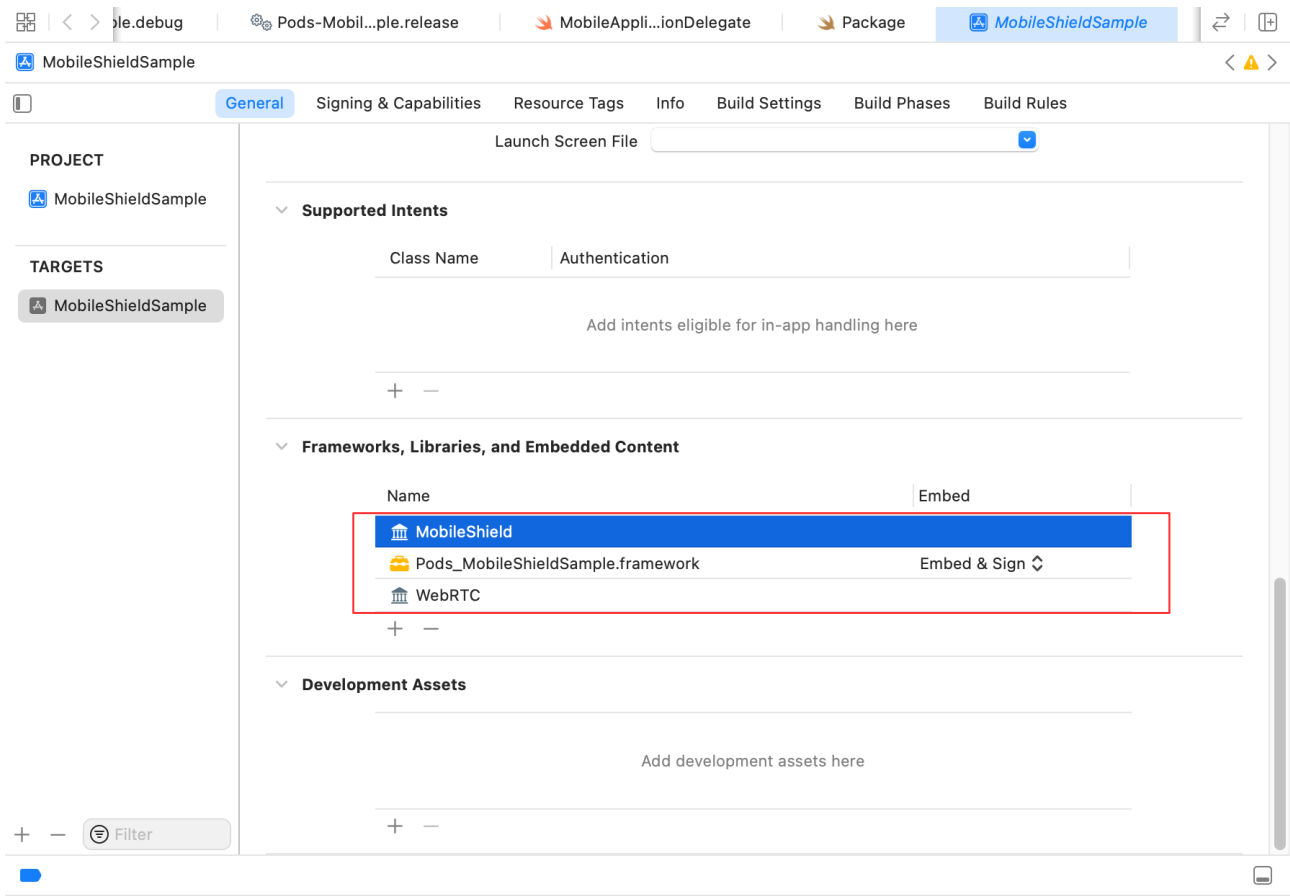 ple.debug
Pods-Mobil...ple.release
MobileAppli...ionDelegate
Package
MobileShieldSample
MobileShieldSample
General
Signing & Capabilities
Resource Tags
Info
Build Settings
Build Phases
Build Rules
PROJECT
MobileShieldSample
TARGETS
MobileShieldSample
Launch Screen File
Supported Intents
Class Name
Authentication
Add intents eligible for in-app handling here
Frameworks, Libraries, and Embedded Content
Name
Embed
MobileShield
Pods_MobileShieldSample.framework
Embed & Sign
WebRTC
Development Assets
Add development assets here
Filter